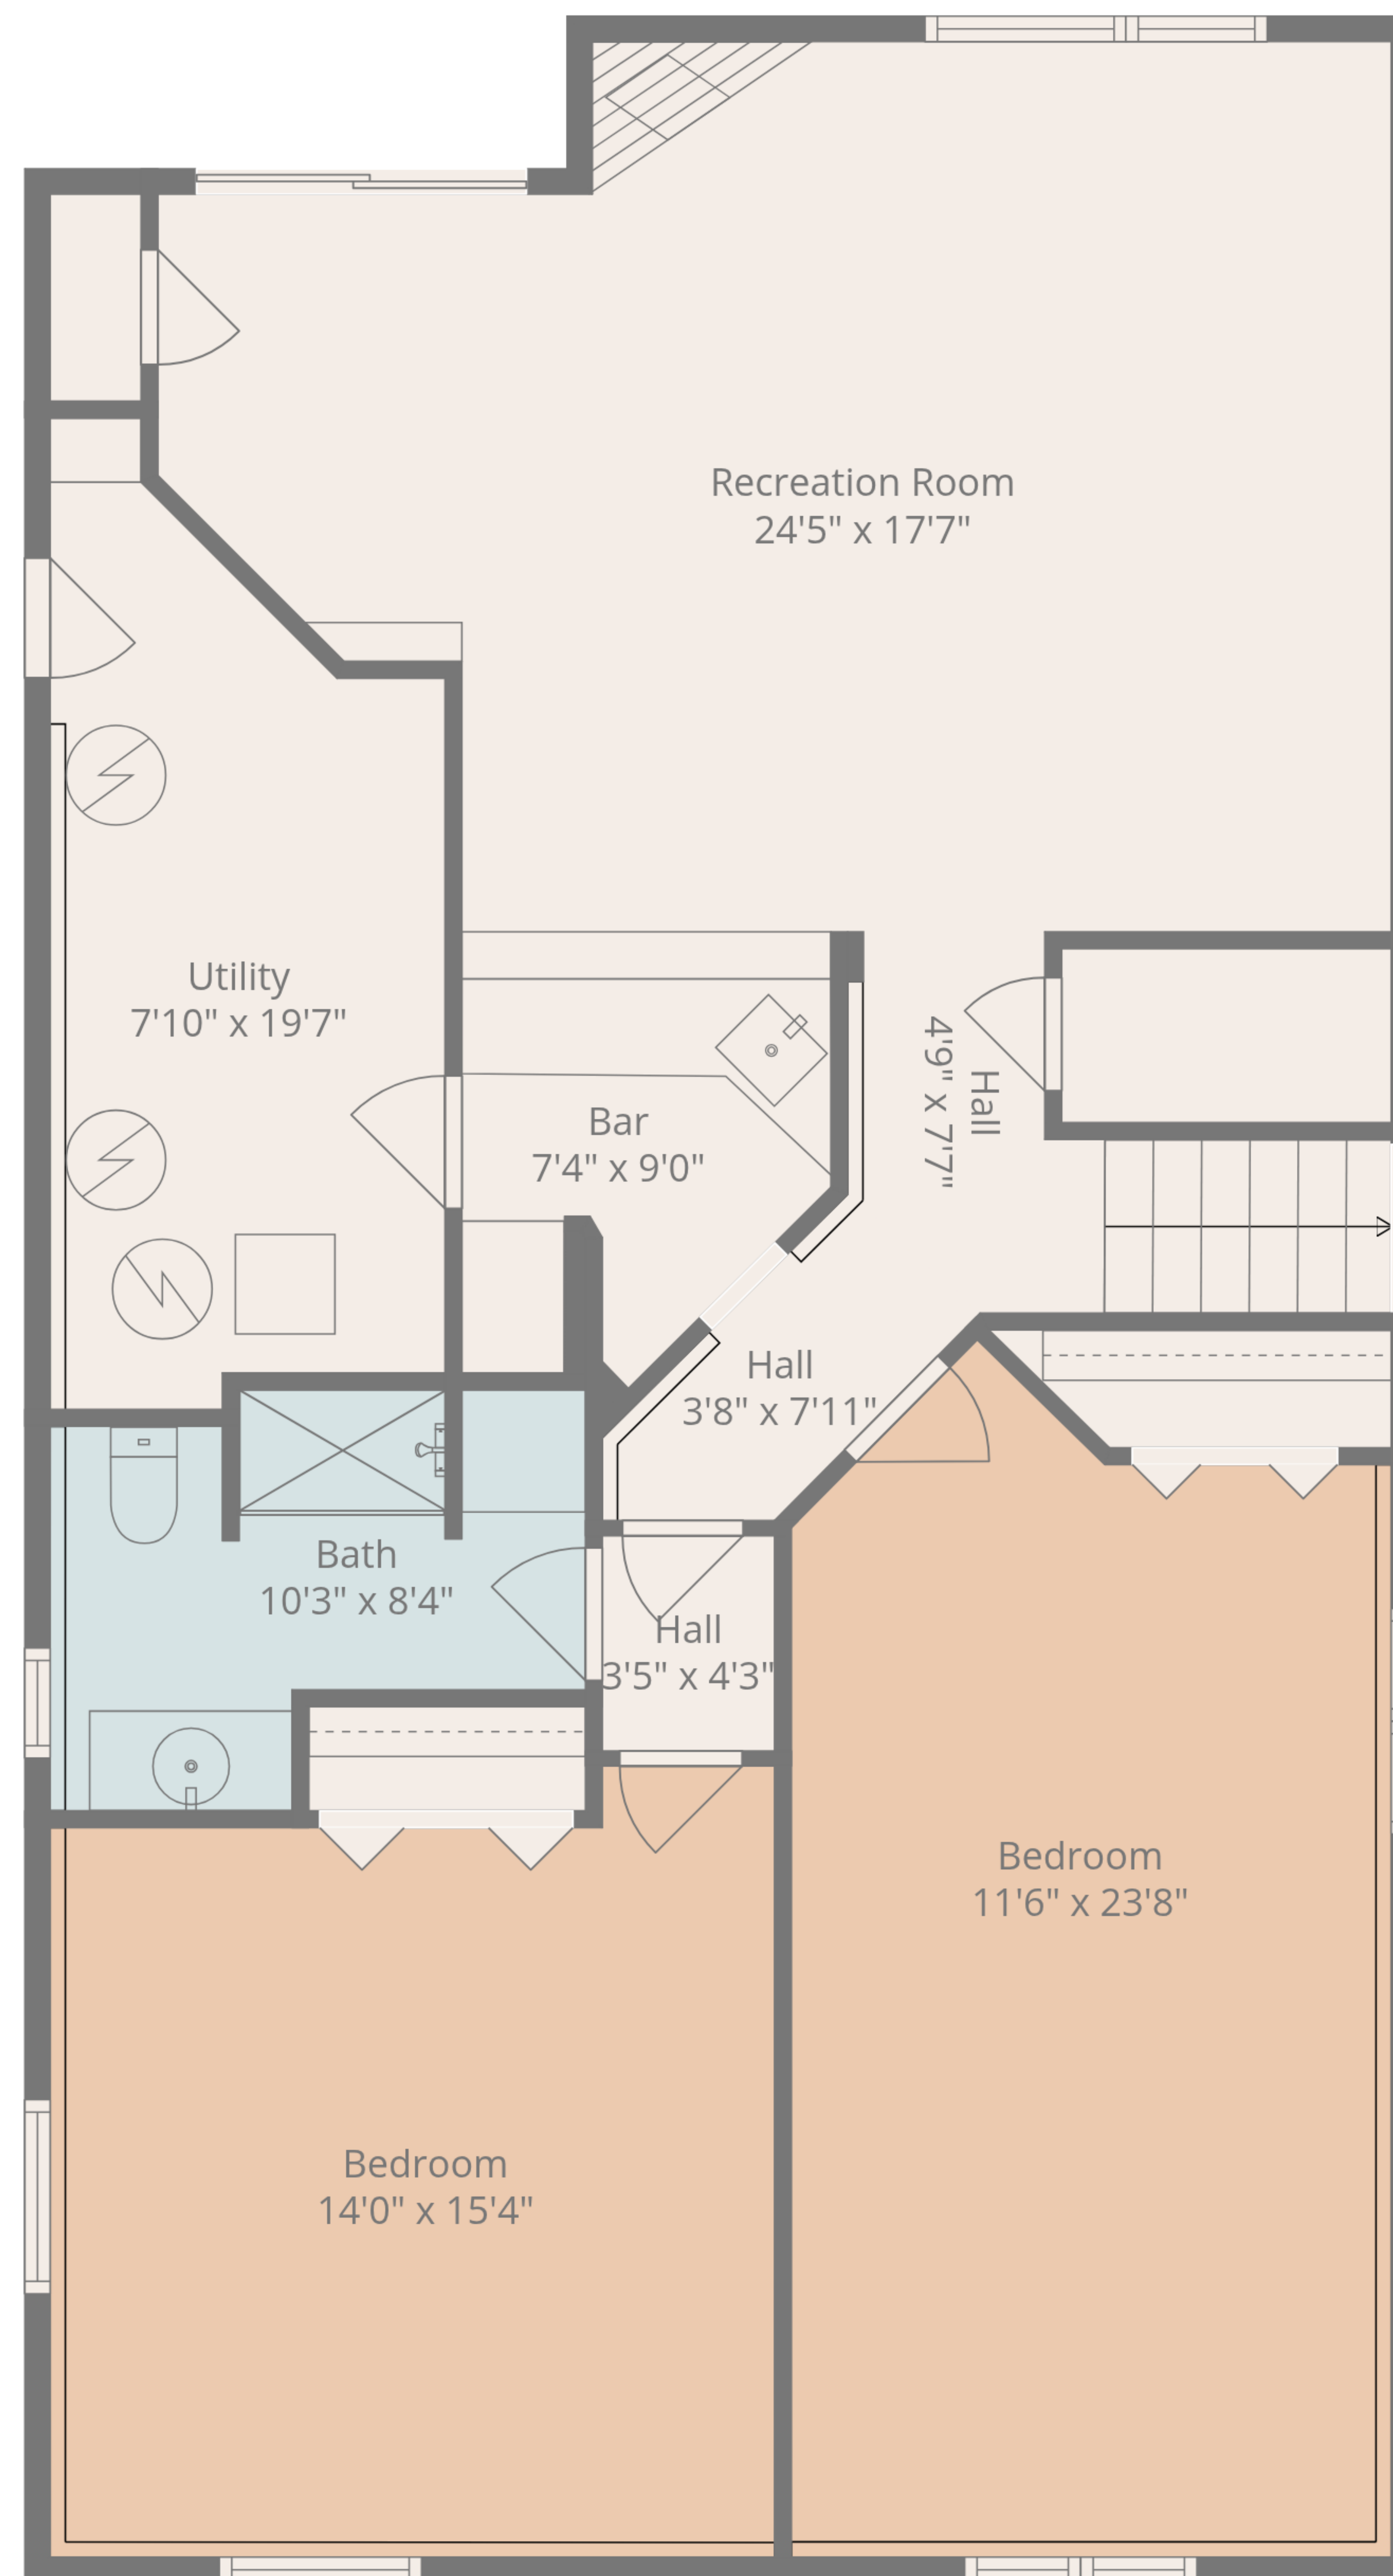 Recreation Room
24'5" x 17'7"
Utility
7'10" x 19'7"
Bar
7'4" x 9'0"
Hall
4'9" x 7'7"
Hall
3'8" x 7'11"
Bath
10'3" x 8'4"
Hall
3'5" x 4'3"
Bedroom
11'6" x 23'8"
Bedroom
14'0" x 15'4"